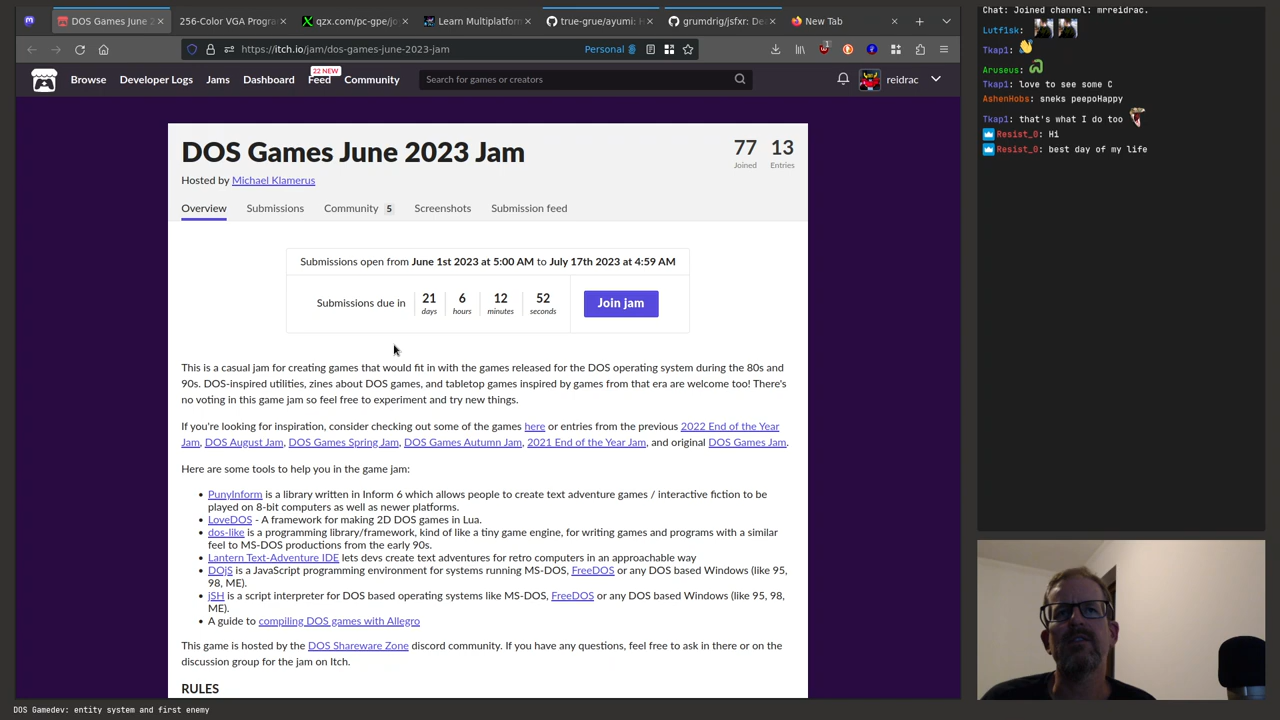 DOS Games June 2
256-Color VGA Progra
qzx.com/pc-gpe/jo
Learn Multiplatfor
true-grue/ayumi: H
grumdrig/jsfxr: De
New Tab
https://itch.io/jam/dos-games-june-2023-jam
Personal
Browse
Developer Logs
Jams
Dashboard
22 NEW
Feed
Community
Search for games or creators
reidrac
DOS Games June 2023 Jam
77
Joined
13
Entries
Hosted by Michael Klamerus
Overview
Submissions
Community 5
Screenshots
Submission feed
Submissions open from June 1st 2023 at 5:00 AM to July 17th 2023 at 4:59 AM
Submissions due in
21
days
6
hours
12
minutes
52
seconds
Join jam
This is a casual jam for creating games that would fit in with the games released for the DOS operating system during the 80s and
90s. DOS-inspired utilities, zines about DOS games, and tabletop games inspired by games from that era are welcome too! There's
no voting in this game jam so feel free to experiment and try new things.
If you're looking for inspiration, consider checking out some of the games here or entries from the previous 2022 End of the Year
Jam, DOS August Jam, DOS Games Spring Jam, DOS Games Autumn Jam, 2021 End of the Year Jam, and original DOS Games Jam.
Here are some tools to help you in the game jam:
• PunyInform is a library written in Inform 6 which allows people to create text adventure games / interactive fiction to be
played on 8-bit computers as well as newer platforms.
• LoveDOS - A framework for making 2D DOS games in Lua.
• dos-like is a programming library/framework, kind of like a tiny game engine, for writing games and programs with a similar
feel to MS-DOS productions from the early 90s.
• Lantern Text-Adventure IDE lets devs create text adventures for retro computers in an approachable way
• DOjS is a JavaScript programming environment for systems running MS-DOS, FreeDOS or any DOS based Windows (like 95,
98, ME).
• jSH is a script interpreter for DOS based operating systems like MS-DOS, FreeDOS or any DOS based Windows (like 95, 98,
ME).
• A guide to compiling DOS games with Allegro
This game is hosted by the DOS Shareware Zone discord community. If you have any questions, feel free to ask in there or on the
discussion group for the jam on Itch.
RULES
Chat: Joined channel: mrreidrac.
Lutf1sk:
Tkap1:
Aruseus:
Tkap1: love to see some C
AshenHobs: sneks peepoHappy
Tkap1: that's what I do too
Resist_0: Hi
Resist_0: best day of my life
DOS Gamedev: entity system and first enemy